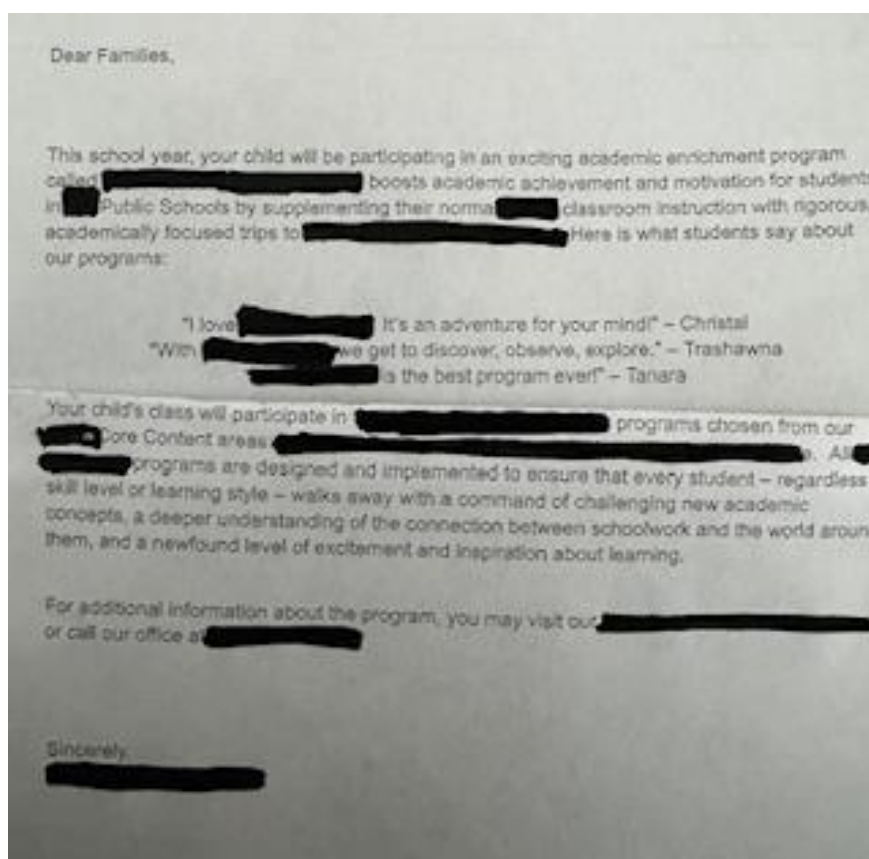 Dear Families,
This school year, your child will be participating in an exciting academic enrichment program
called boosts academic achievement and motivation for students
in Public Schools by supplementing their norma classroom instruction with rigorous,
academically focused trips to Here is what students say about
our programs:
"I love It's an adventure for your mind!" – Christal
"With we get to discover, observe, explore." – Trashawna
is the best program ever!" – Tanara
Your child's class will participate in programs chosen from our
Core Content areas . All
programs are designed and implemented to ensure that every student – regardless
skill level or learning style – walks away with a command of challenging new academic
concepts, a deeper understanding of the connection between schoolwork and the world aroun
them, and a newfound level of excitement and inspiration about learning.
For additional information about the program, you may visit our
or call our office a
Sincerely,